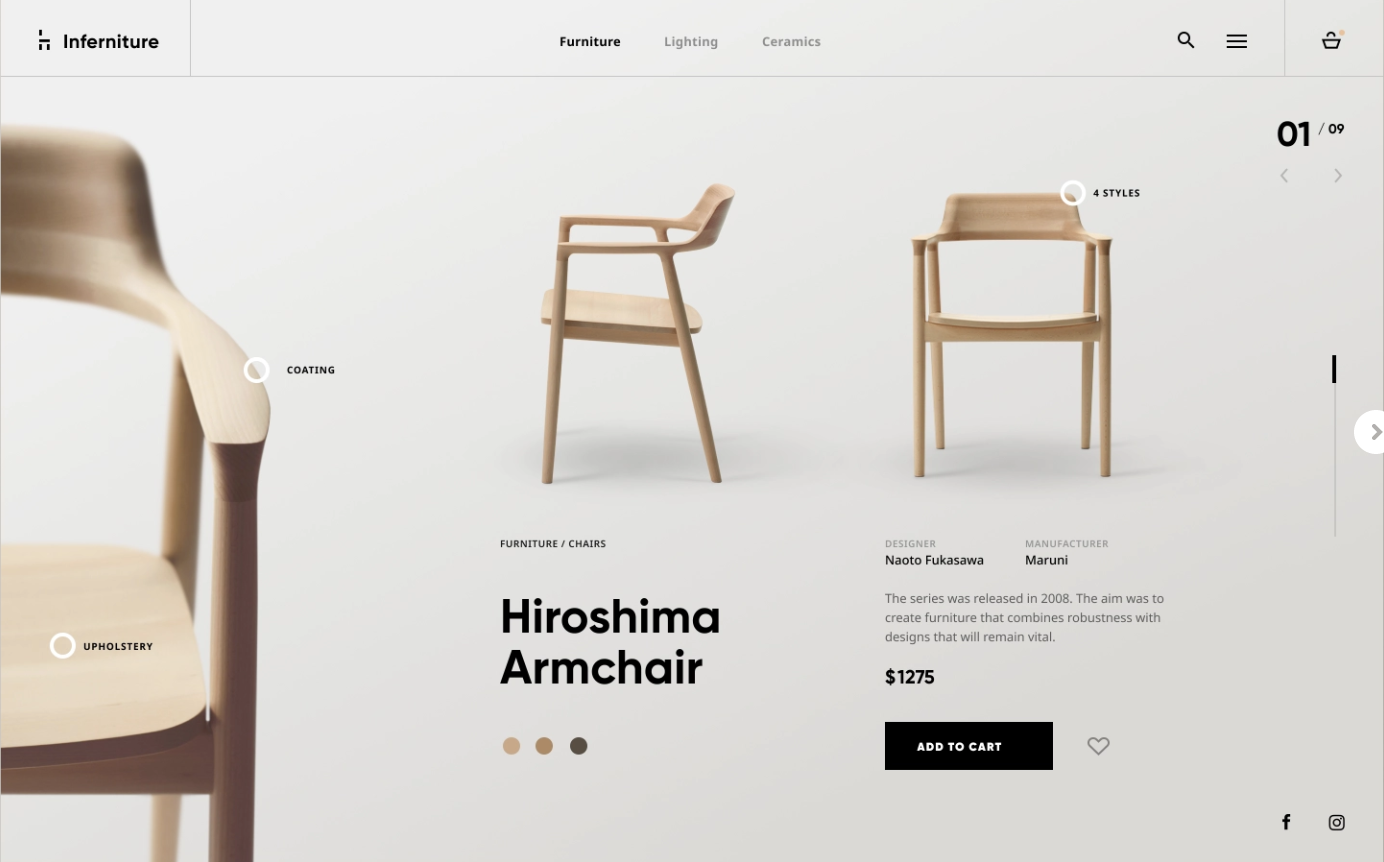 Inferniture
Furniture
Lighting
Ceramics
01 / 09
4 STYLES
COATING
UPHOLSTERY
FURNITURE / CHAIRS
Hiroshima
Armchair
DESIGNER
Naoto Fukasawa
MANUFACTURER
Maruni
The series was released in 2008. The aim was to
create furniture that combines robustness with
designs that will remain vital.
$1275
ADD TO CART